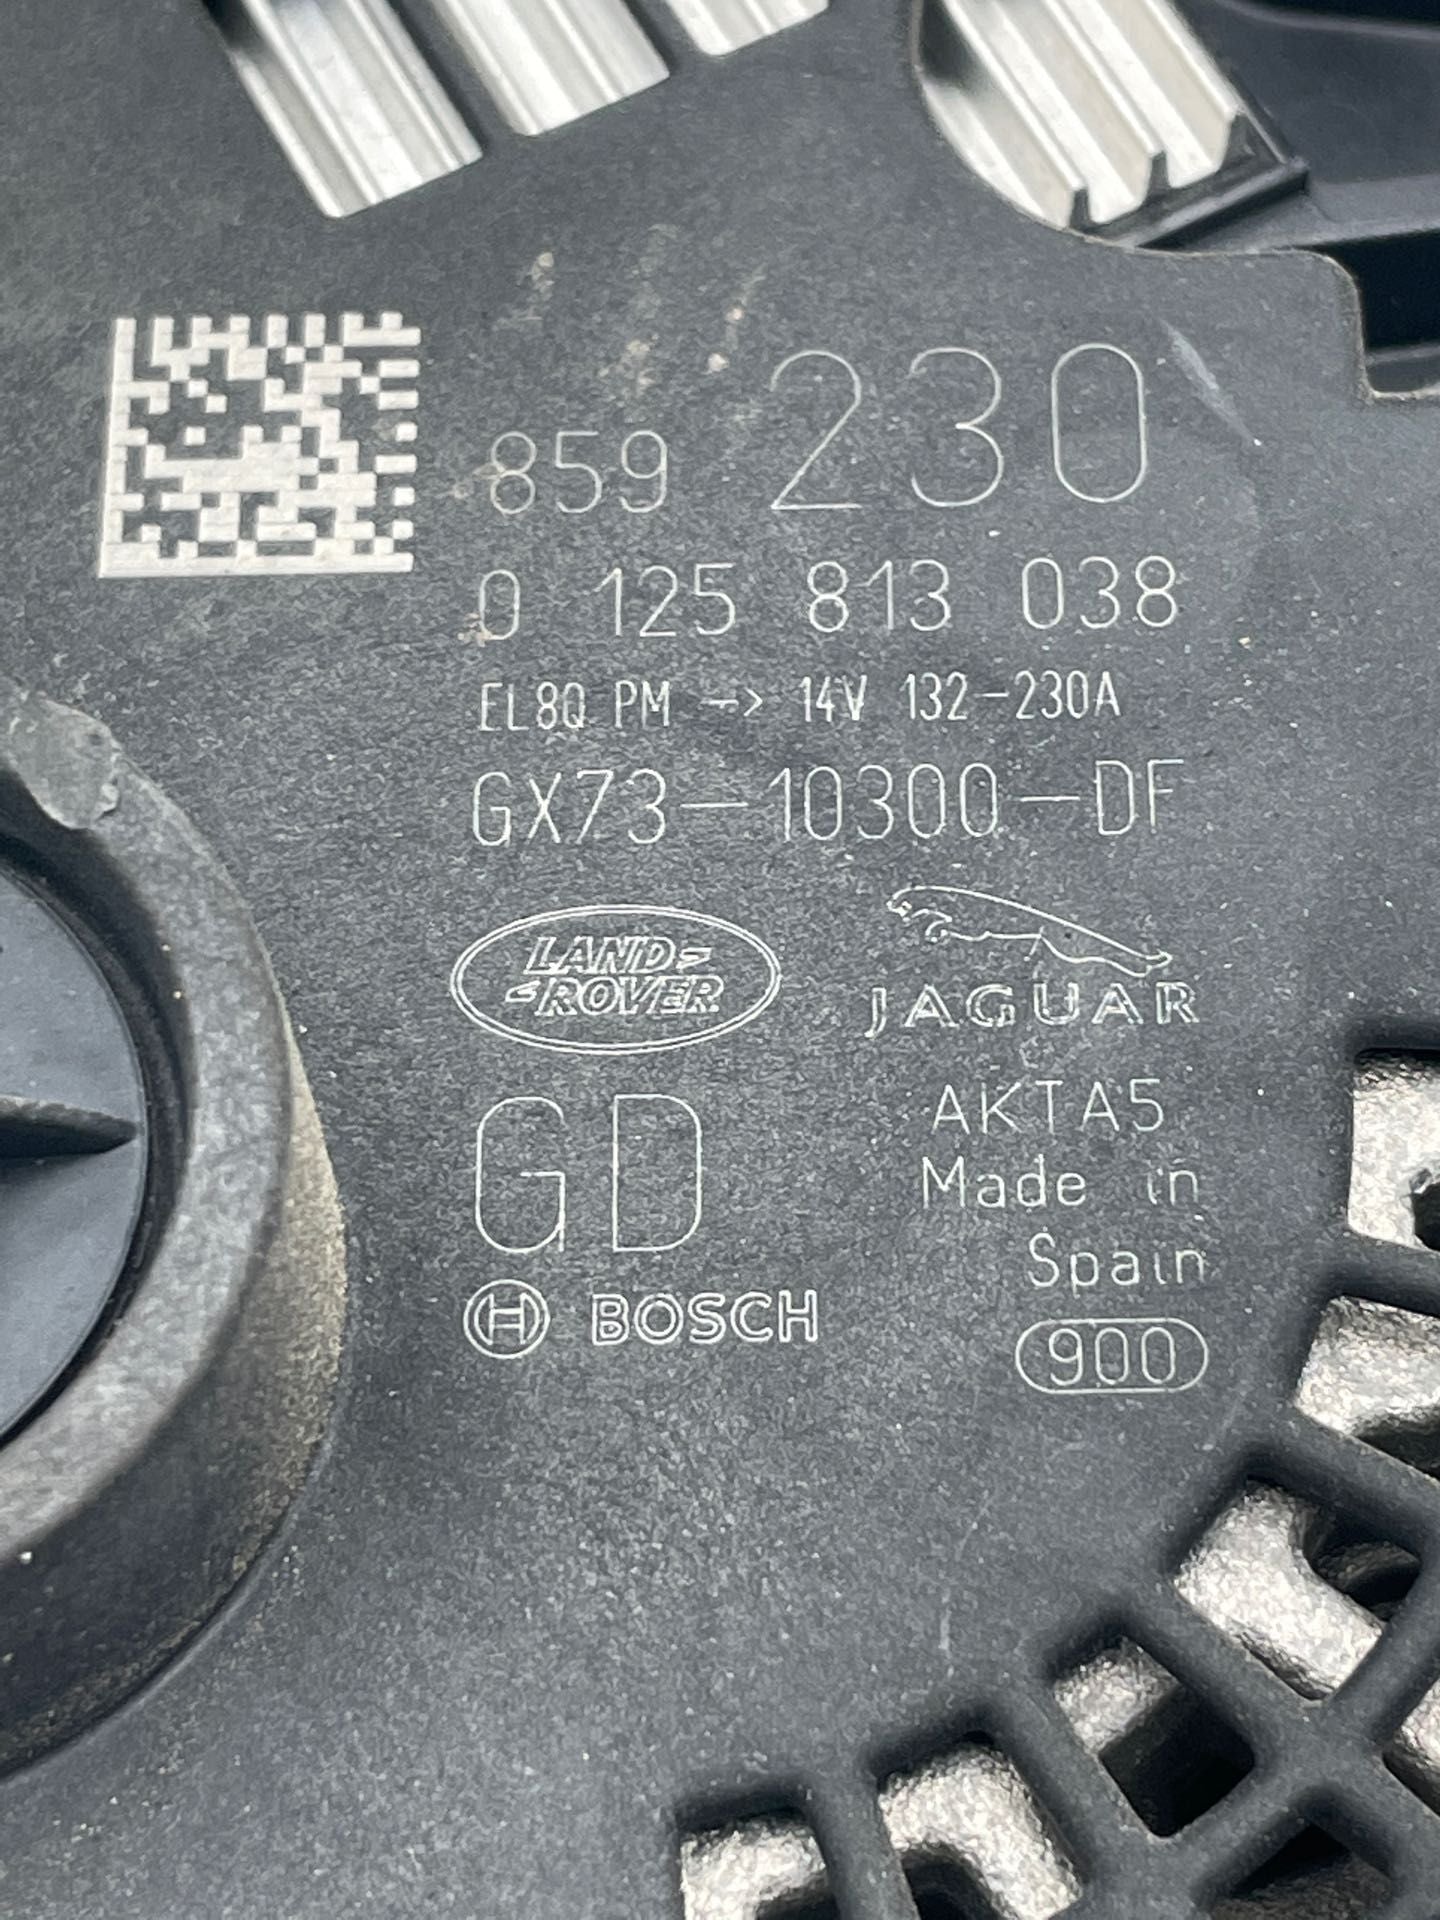 859 230
0 125 813 038
EL8Q PM -> 14V 132-230A
GX73-10300-DF
LAND
ROVER
JAGUAR
GD
AKTA5
Made in
Spain
BOSCH
900